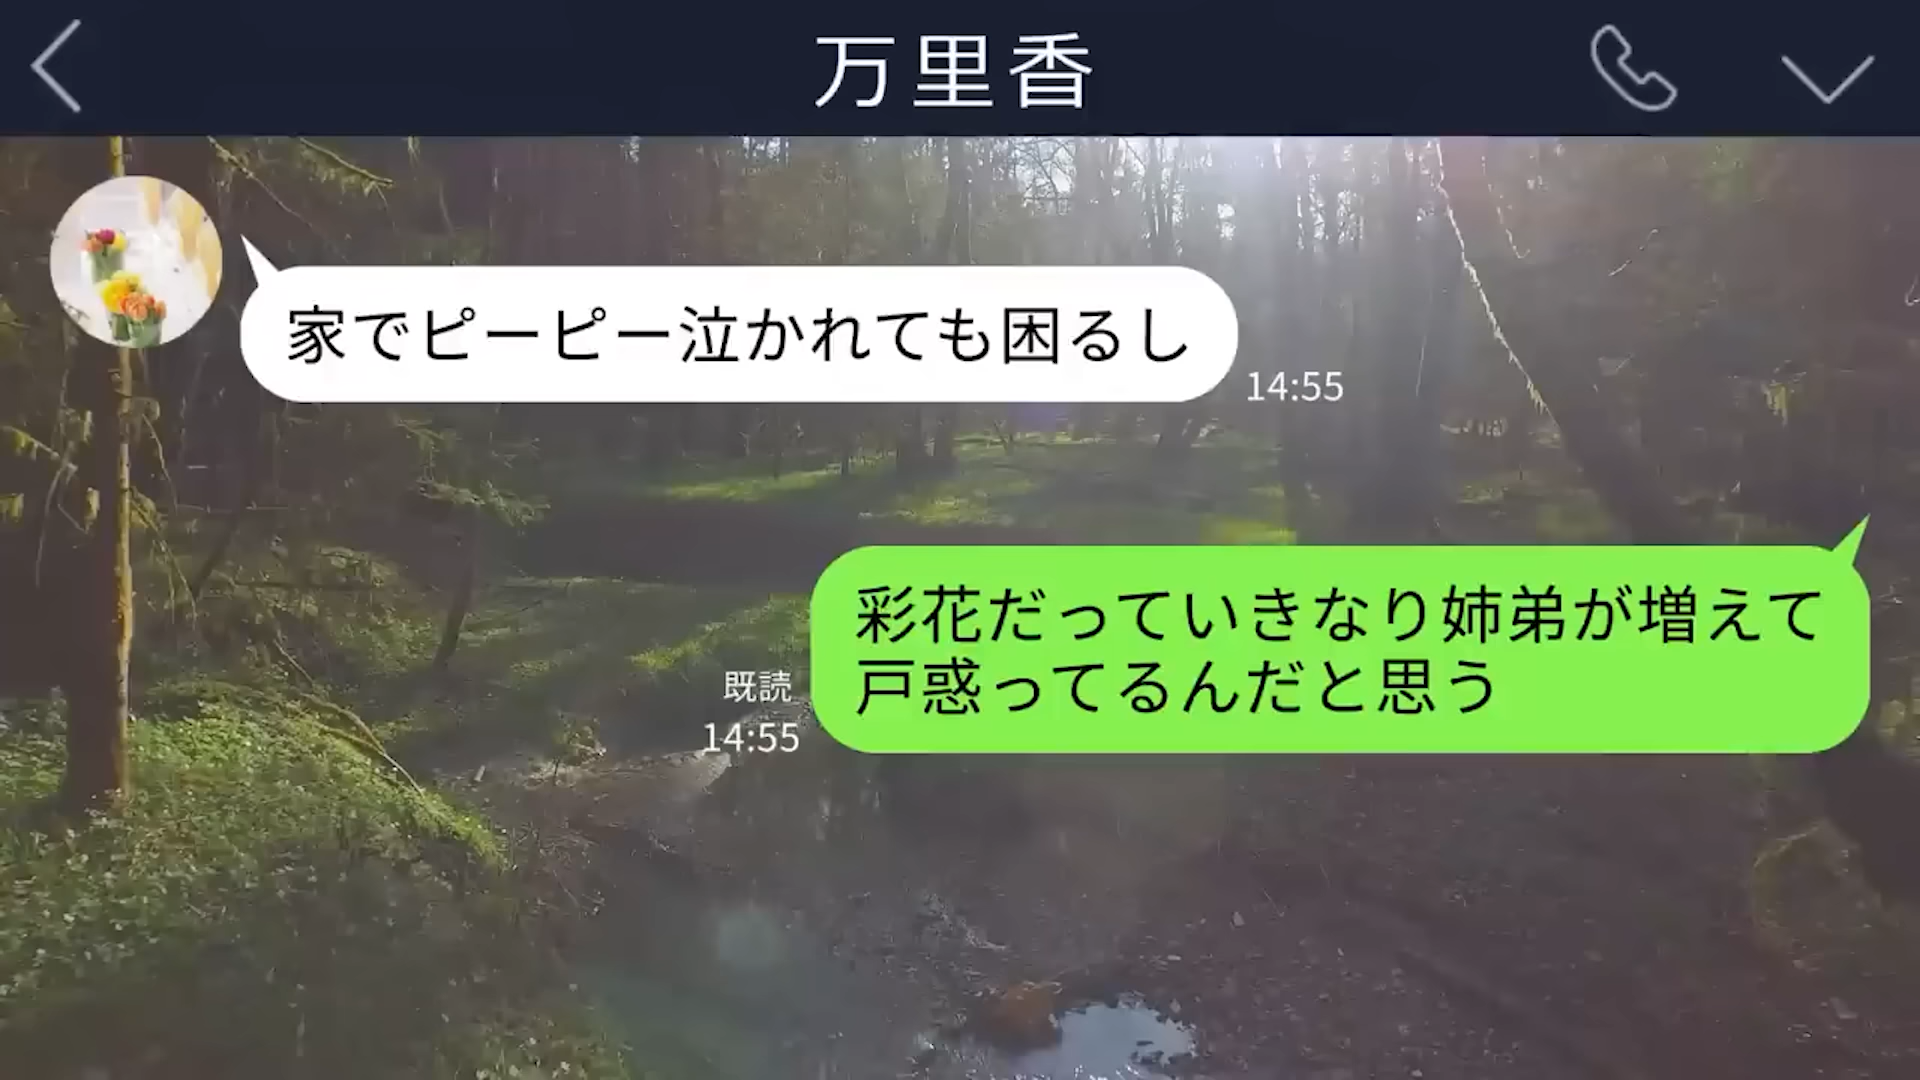 万里香
家でピーピー泣かれても困るし
14:55
彩花だっていきなり姉弟が増えて
戸惑ってるんだと思う
既読
14:55